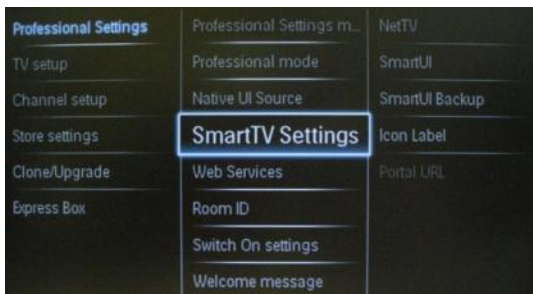 Professional Settings
TV setup
Channel setup
Store settings
Clone/Upgrade
Express Box
Professional Settings m...
Professional mode
Native UI Source
SmartTV Settings
Web Services
Room ID
Switch On settings
Welcome message
NetTV
SmartUI
SmartUI Backup
Icon Label
Portal URL